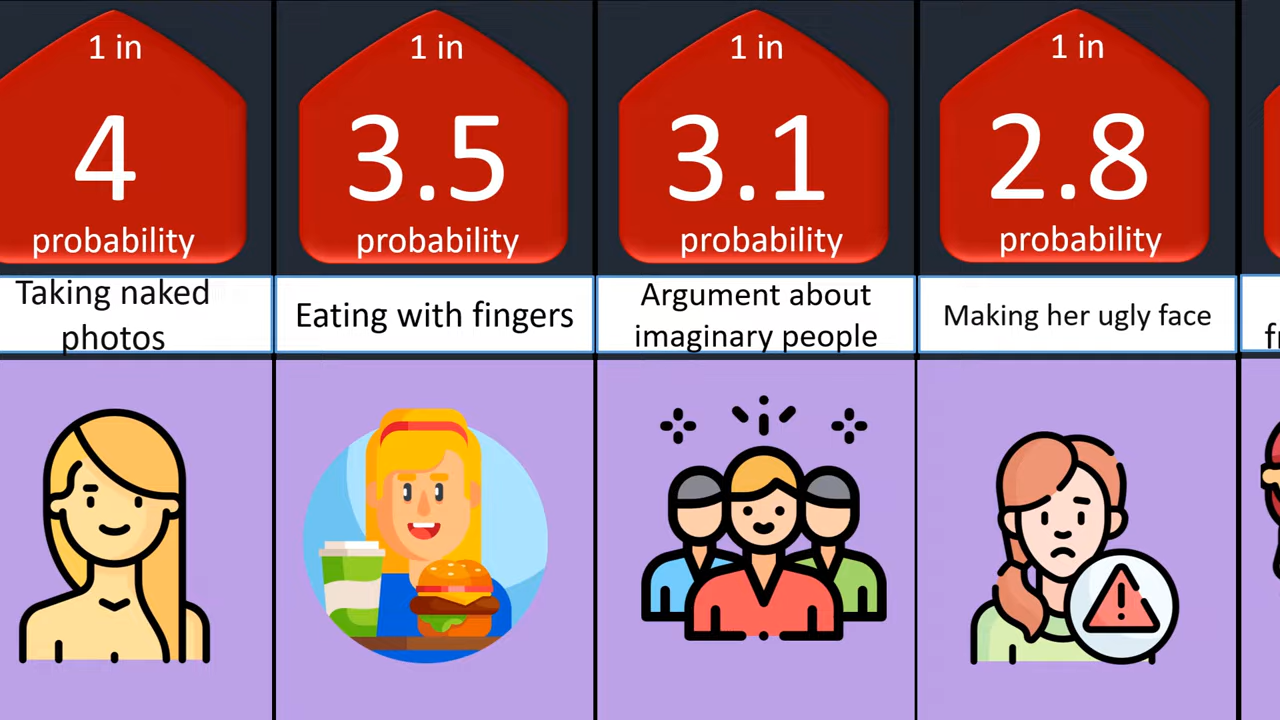 1 in
4
probability
Taking naked
photos
1 in
3.5
probability
Eating with fingers
1 in
3.1
probability
Argument about
imaginary people
1 in
2.8
probability
Making her ugly face